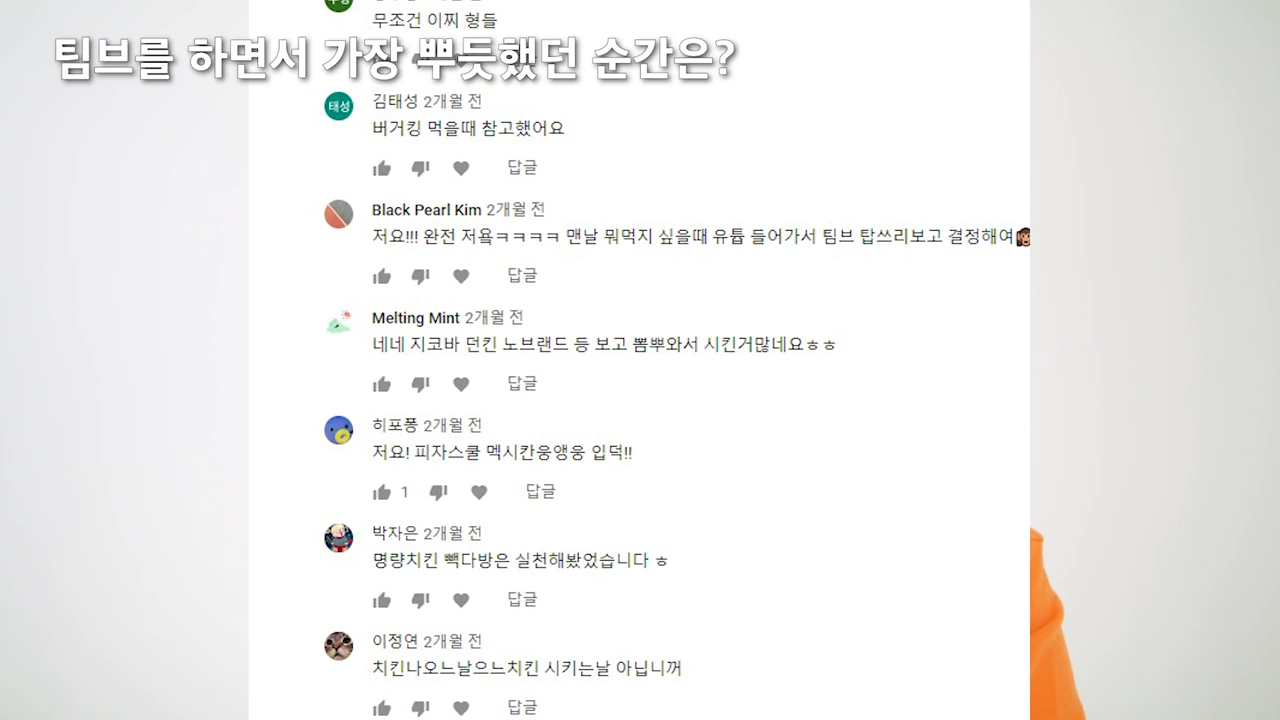 무조건 이찌 형들
팀브를 하면서 가장 뿌듯했던 순간은?
태성
김태성 2개월 전
버거킹 먹을때 참고했어요
답글
Black Pearl Kim 2개월 전
저요!!! 완전 저욬ㅋㅋㅋㅋ 맨날 뭐먹지 싶을때 유튭 들어가서 팀브 탑쓰리보고 결정해여
답글
Melting Mint 2개월 전
네네 지코바 던킨 노브랜드 등 보고 뽐뿌와서 시킨거많네요ㅎㅎ
답글
히포퐁 2개월 전
저요! 피자스쿨 멕시칸응앵웅 입덕!!
1 답글
박자은 2개월 전
명량치킨 빽다방은 실천해봤었습니다 ㅎ
답글
이정연 2개월 전
치킨나오느날으느치킨 시키는날 아닙니꺼
답글